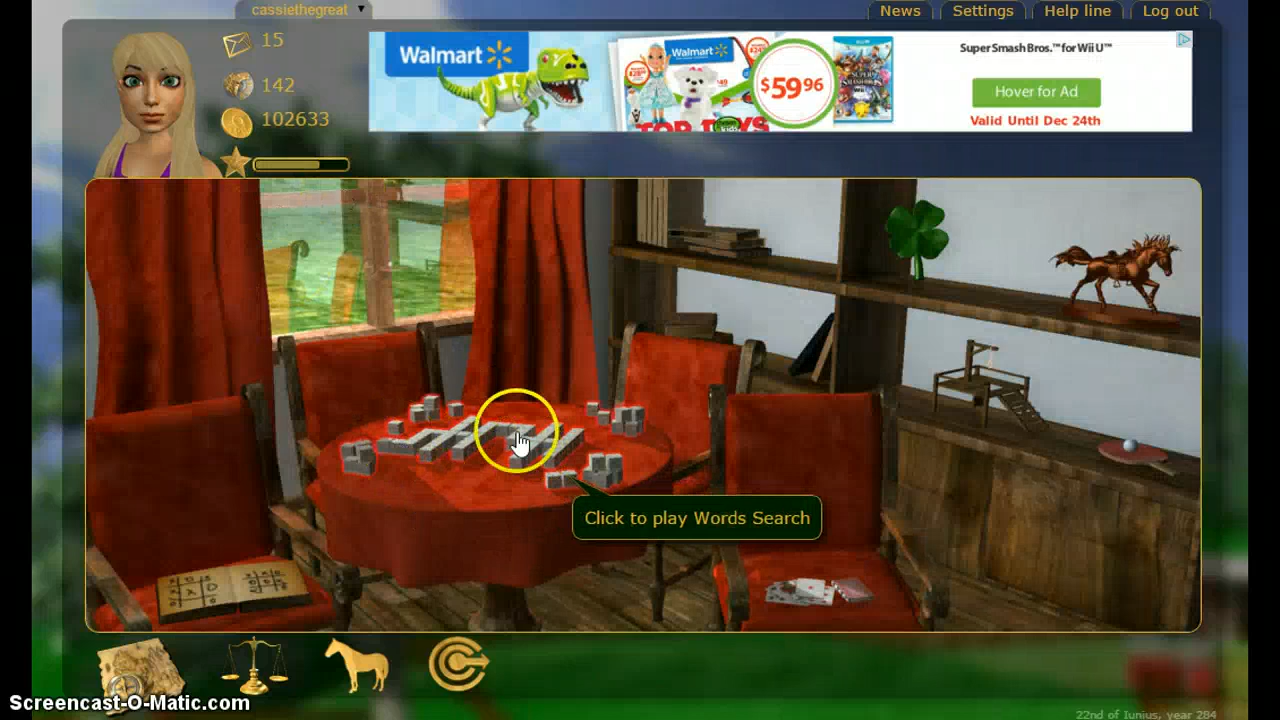 cassiethegreat
News
Settings
Help line
Log out
15
142
102633
Walmart
Walmart
TOP TOYS
$59.96
Super Smash Bros.™ for Wii U™
Hover for Ad
Valid Until Dec 24th
Click to play Words Search
22nd of Iunius, year 284
Screencast-O-Matic.com